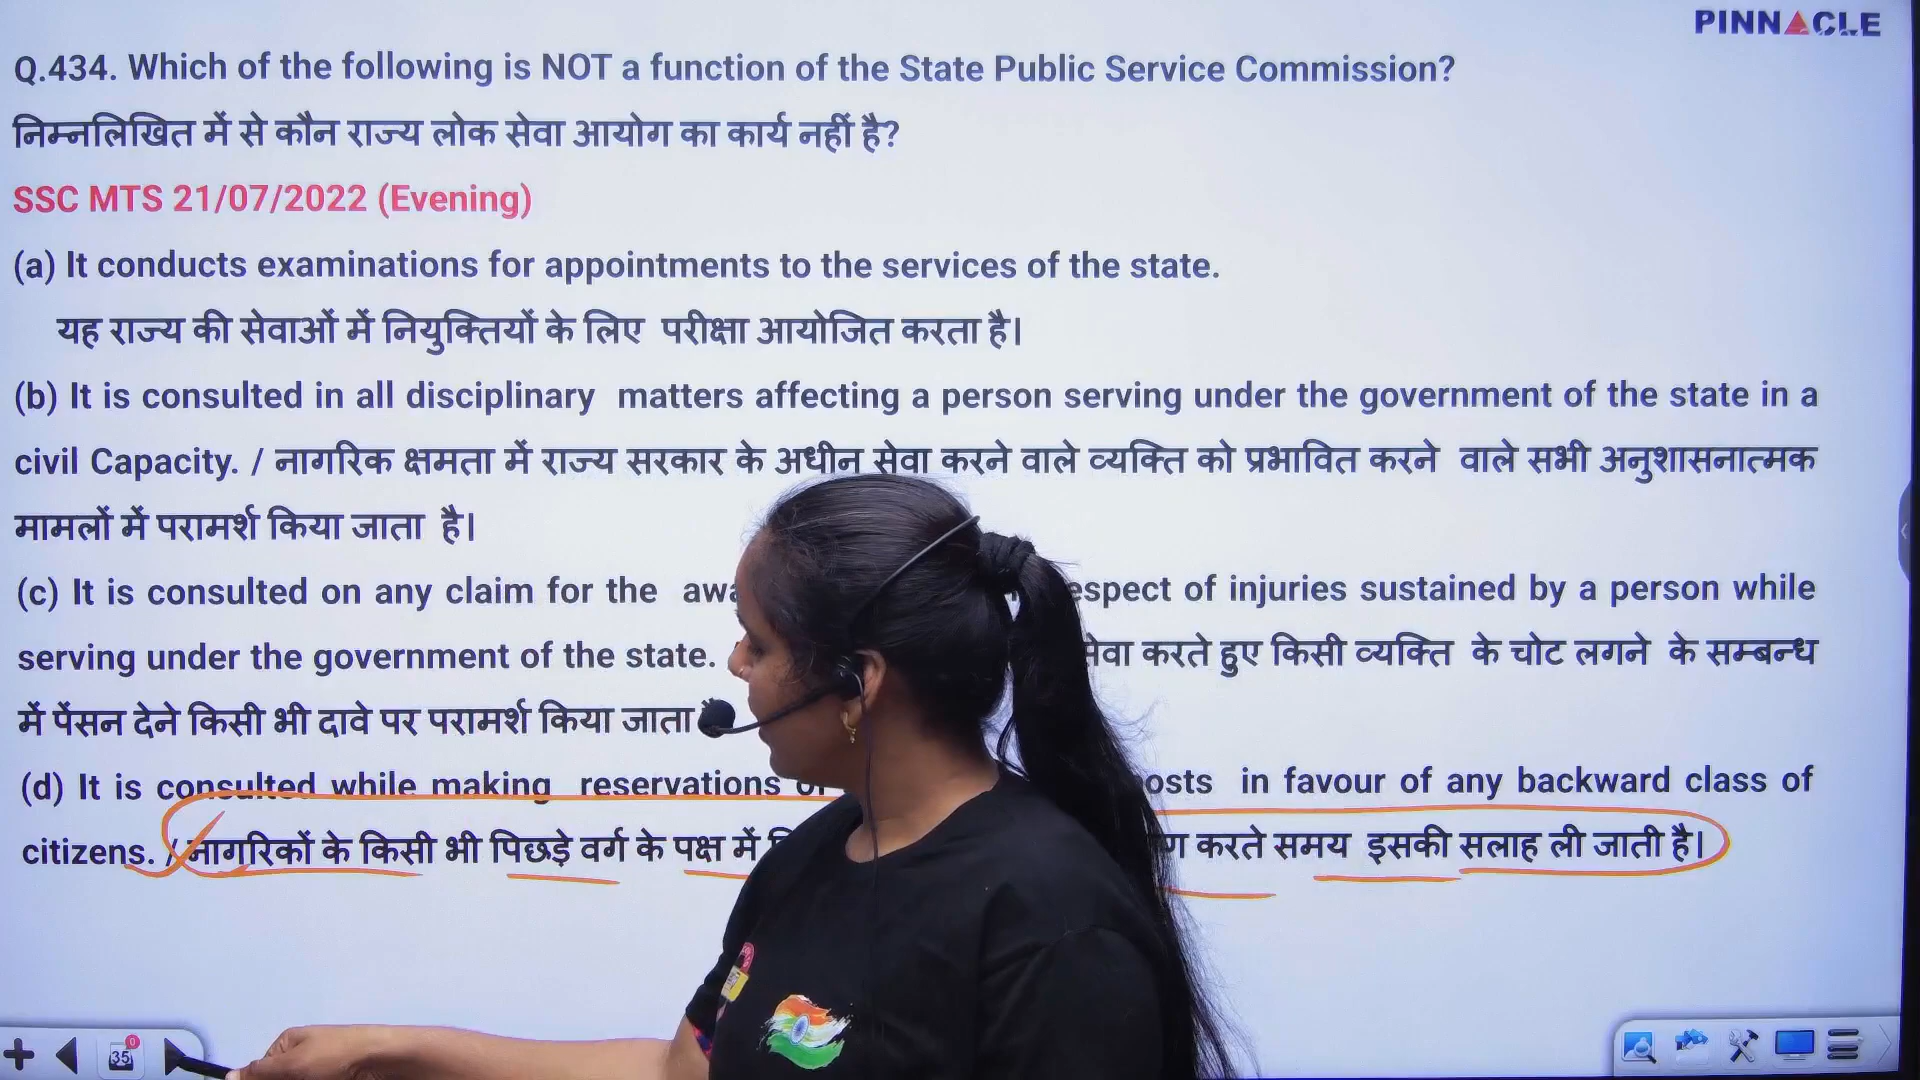 PINNACLE
Q.434. Which of the following is NOT a function of the State Public Service Commission?
निम्नलिखित में से कौन राज्य लोक सेवा आयोग का कार्य नहीं है?
SSC MTS 21/07/2022 (Evening)
(a) It conducts examinations for appointments to the services of the state.
यह राज्य की सेवाओं में नियुक्तियों के लिए परीक्षा आयोजित करता है।
(b) It is consulted in all disciplinary matters affecting a person serving under the government of the state in a
civil Capacity. / नागरिक क्षमता में राज्य सरकार के अधीन सेवा करने वाले व्यक्ति को प्रभावित करने वाले सभी अनुशासनात्मक
मामलों में परामर्श किया जाता है।
(c) It is consulted on any claim for the respect of injuries sustained by a person while
serving under the government of the state. सेवा करते हुए किसी व्यक्ति के चोट लगने के सम्बन्ध
में पेंसन देने किसी भी दावे पर परामर्श किया जाता
(d) It is consulted while making reservations posts in favour of any backward class of
citizens. / नागरिकों के किसी भी पिछड़े वर्ग के पक्ष में करते समय इसकी सलाह ली जाती है।
35
0